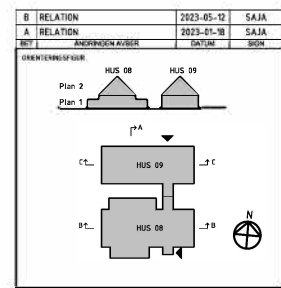 B RELATION 2023-05-12 SAJA
A RELATION 2023-01-18 SAJA
BET ÄNDRINGEN AVSER DATUM SIGN
ORIENTERINGSFIGUR
HUS 08 HUS 09
Plan 2
Plan 1
A
C HUS 09 C
N
B HUS 08 B